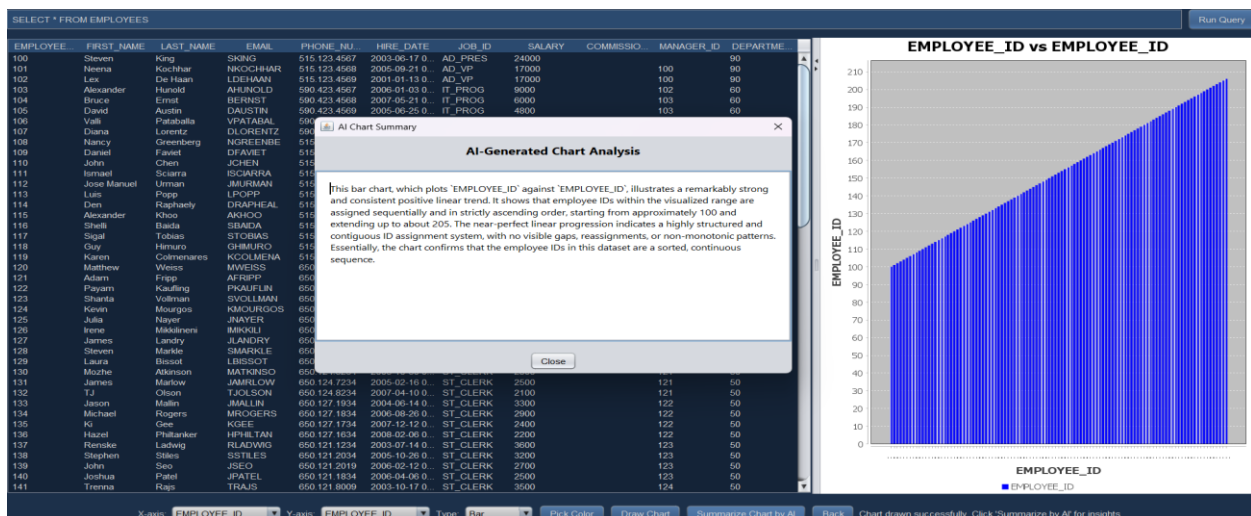 SELECT * FROM EMPLOYEES
Run Query
EMPLOYEE... FIRST_NAME LAST_NAME EMAIL PHONE_NU... HIRE_DATE JOB_ID SALARY COMMISSIO... MANAGER_ID DEPARTME...
100 Steven King SKING 515.123.4567 2003-06-17 0... AD_PRES 24000 90
101 Neena Kochhar NKOCHHAR 515.123.4568 2005-09-21 0... AD_VP 17000 100 90
102 Lex De Haan LDEHAAN 515.123.4569 2001-01-13 0... AD_VP 17000 100 90
103 Alexander Hunold AHUNOLD 590.423.4567 2006-01-03 0... IT_PROG 9000 102 60
104 Bruce Ernst BERNST 590.423.4568 2007-05-21 0... IT_PROG 6000 103 60
105 David Austin DAUSTIN 590.423.4569 2005-06-25 0... IT_PROG 4800 103 60
106 Valli Pataballa VPATABAL 590
107 Diana Lorentz DLORENTZ 590
108 Nancy Greenberg NGREENBE 515
109 Daniel Faviet DFAVIET 515
110 John Chen JCHEN 515
111 Ismael Sciarra ISCIARRA 515
112 Jose Manuel Urman JMURMAN 515
113 Luis Popp LPOPP 515
114 Den Raphaely DRAPHEAL 515
115 Alexander Khoo AKHOO 515
116 Shelli Baida SBAIDA 515
117 Sigal Tobias STOBIAS 515
118 Guy Himuro GHIMURO 515
119 Karen Colmenares KCOLMENA 515
120 Matthew Weiss MWEISS 650
121 Adam Fripp AFRIPP 650
122 Payam Kaufling PKAUFLIN 650
123 Shanta Vollman SVOLLMAN 650
124 Kevin Mourgos KMOURGOS 650
125 Julia Nayer JNAYER 650
126 Irene Mikkilineni IMIKKILI 650
127 James Landry JLANDRY 650
128 Steven Markle SMARKLE 650
129 Laura Bissot LBISSOT 650
130 Mozhe Atkinson MATKINSO
131 James Marlow JAMRLOW 650.124.7234 2005-02-16 0... ST_CLERK 2500 121 50
132 TJ Olson TJOLSON 650.124.8234 2007-04-10 0... ST_CLERK 2100 121 50
133 Jason Mallin JMALLIN 650.127.1934 2004-06-14 0... ST_CLERK 3300 122 50
134 Michael Rogers MROGERS 650.127.1834 2006-08-26 0... ST_CLERK 2900 122 50
135 Ki Gee KGEE 650.127.1734 2007-12-12 0... ST_CLERK 2400 122 50
136 Hazel Philtanker HPHILTAN 650.127.1634 2008-02-06 0... ST_CLERK 2200 122 50
137 Renske Ladwig RLADWIG 650.121.1234 2003-07-14 0... ST_CLERK 3600 123 50
138 Stephen Stiles SSTILES 650.121.2034 2005-10-26 0... ST_CLERK 3200 123 50
139 John Seo JSEO 650.121.2019 2006-02-12 0... ST_CLERK 2700 123 50
140 Joshua Patel JPATEL 650.121.1834 2006-04-06 0... ST_CLERK 2500 123 50
141 Trenna Rajs TRAJS 650.121.8009 2003-10-17 0... ST_CLERK 3500 124 50
AI Chart Summary
AI-Generated Chart Analysis
This bar chart, which plots `EMPLOYEE_ID` against `EMPLOYEE_ID`, illustrates a remarkably strong
and consistent positive linear trend. It shows that employee IDs within the visualized range are
assigned sequentially and in strictly ascending order, starting from approximately 100 and
extending up to about 205. The near-perfect linear progression indicates a highly structured and
contiguous ID assignment system, with no visible gaps, reassignments, or non-monotonic patterns.
Essentially, the chart confirms that the employee IDs in this dataset are a sorted, continuous
sequence.
Close
EMPLOYEE_ID vs EMPLOYEE_ID
EMPLOYEE_ID
210
200
190
180
170
160
150
140
130
120
110
100
90
80
70
60
50
40
30
20
10
0
EMPLOYEE_ID
EMPLOYEE_ID
X-axis: EMPLOYEE_ID Y-axis: EMPLOYEE_ID Type: Bar Pick Color Draw Chart Summarize Chart by AI Back Chart drawn successfully. Click 'Summarize by AI' for insights.